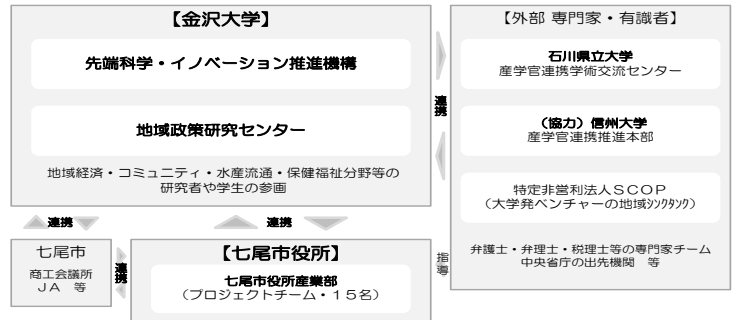 【金沢大学】
先端科学・イノベーション推進機構
地域政策研究センター
地域経済・コミュニティ・水産流通・保健福祉分野等の
研究者や学生の参画
連携
【外部 専門家・有識者】
石川県立大学
産学官連携学術交流センター
（協力）信州大学
産学官連携推進本部
特定非営利法人ＳＣＯＰ
（大学発ベンチャーの地域ｼﾝｸﾀﾝｸ）
弁護士・弁理士・税理士等の専門家チーム
中央省庁の出先機関　等
連携
連携
七尾市
商工会議所
ＪＡ　等
連携
【七尾市役所】
七尾市役所産業部
（プロジェクトチーム・１５名）
指導